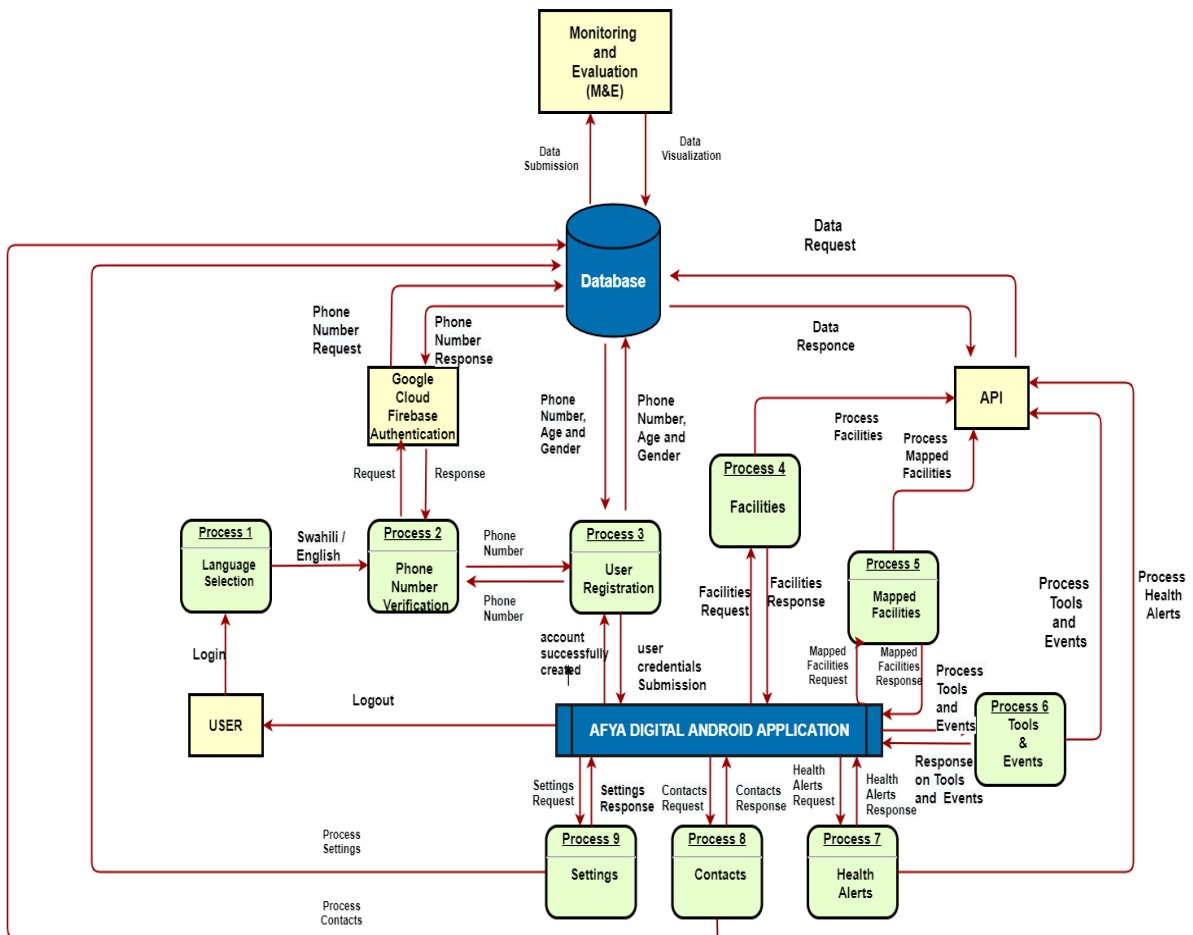 Monitoring
and
Evaluation
(M&E)
Data
Submission
Data
Visualization
Data
Request
Database
Phone
Number
Request
Phone
Number
Response
Data
Responce
Google
Cloud
Firebase
Authentication
API
Phone
Number,
Age and
Gender
Phone
Number,
Age and
Gender
Process
Facilities
Process
Mapped
Facilities
Request
Response
Process 4
Facilities
Process 1
Language
Selection
Swahili /
English
Process 2
Phone
Number
Verification
Phone
Number
Phone
Number
Process 3
User
Registration
Facilities
Request
Facilities
Response
Process 5
Mapped
Facilities
Process
Tools
and
Events
Process
Health
Alerts
Login
account
successfully
created
user
credentials
Submission
Mapped
Facilities
Request
Mapped
Facilities
Response
Process
Tools
and
Events
Process 6
Tools
&
Events
USER
Logout
AFYA DIGITAL ANDROID APPLICATION
Response
on Tools
and Events
Settings
Request
Settings
Response
Contacts
Request
Contacts
Response
Health
Alerts
Request
Health
Alerts
Response
Process
Settings
Process 9
Settings
Process 8
Contacts
Process 7
Health
Alerts
Process
Contacts